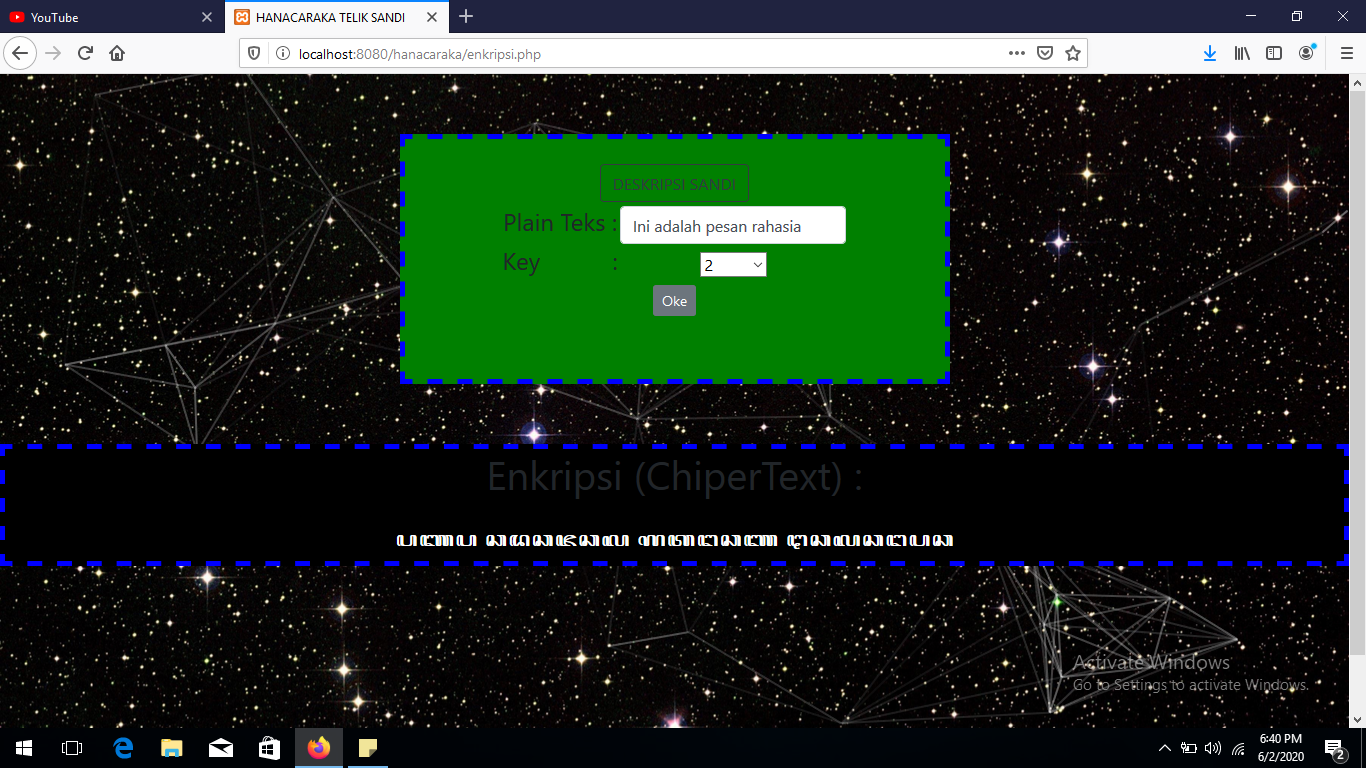 YouTube
HANACARAKA TELIK SANDI
localhost:8080/hanacaraka/enkripsi.php
DESKRIPSI SANDI
Plain Teks : Ini adalah pesan rahasia
Key : 2
Oke
Enkripsi (ChiperText) :
Activate Windows
Go to Settings to activate Windows.
6:40 PM
6/2/2020
2